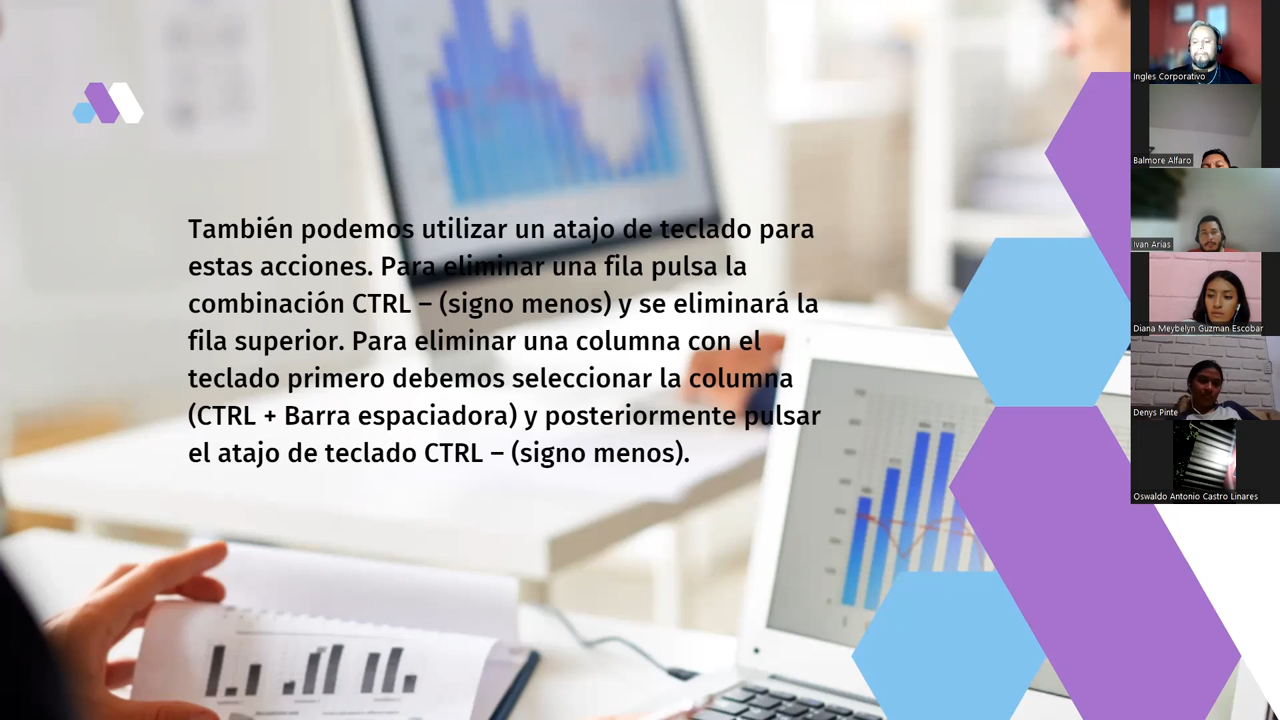 También podemos utilizar un atajo de teclado para
estas acciones. Para eliminar una fila pulsa la
combinación CTRL – (signo menos) y se eliminará la
fila superior. Para eliminar una columna con el
teclado primero debemos seleccionar la columna
(CTRL + Barra espaciadora) y posteriormente pulsar
el atajo de teclado CTRL – (signo menos).
Ingles Corporativo
Balmore Alfaro
Ivan Arias
Diana Meybelyn Guzman Escobar
Denys Pinte
Oswaldo Antonio Castro Linares